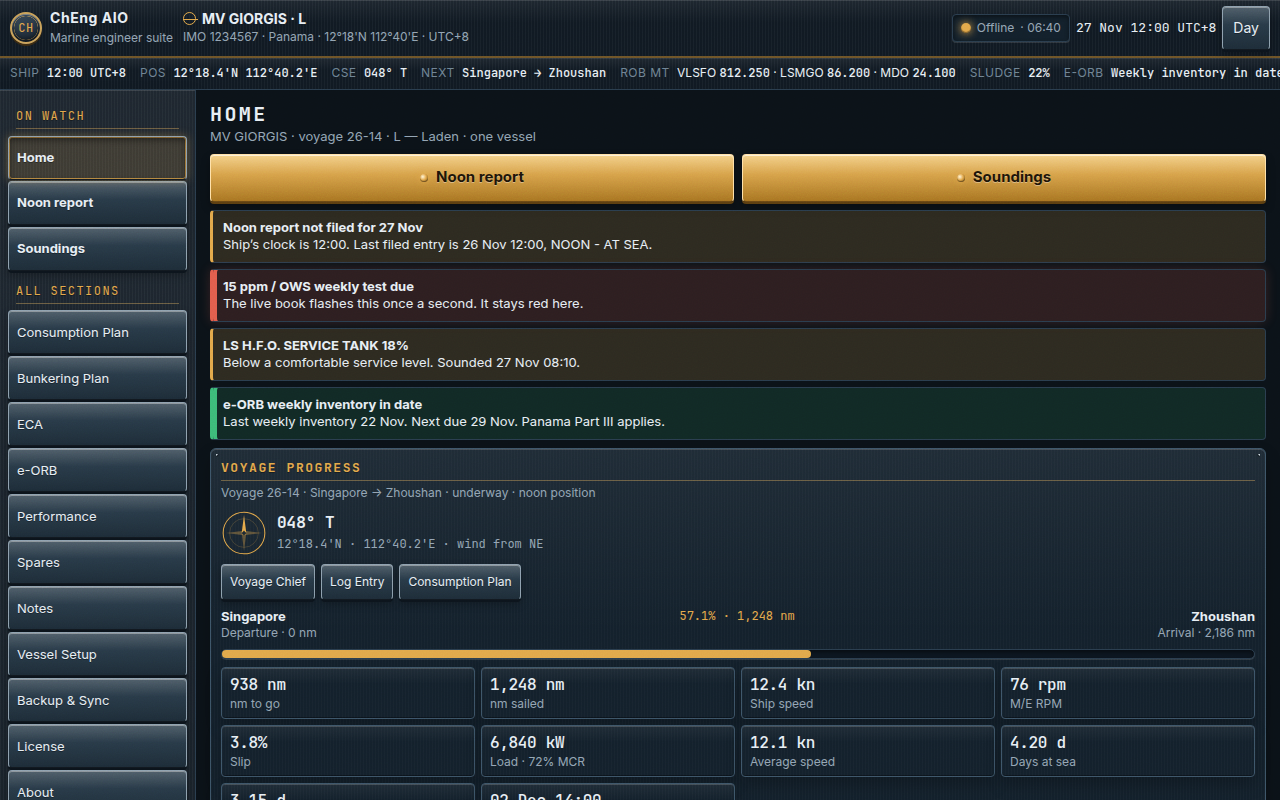 CH
ChEng AIO
Marine engineer suite
MV GIORGIS · L
IMO 1234567 · Panama · 12°18'N 112°40'E · UTC+8
Offline · 06:40
27 Nov 12:00 UTC+8
Day
SHIP 12:00 UTC+8 POS 12°18.4'N 112°40.2'E CSE 048° T NEXT Singapore → Zhoushan ROB MT VLSFO 812.250 · LSMGO 86.200 · MDO 24.100 SLUDGE 22% E-ORB Weekly inventory in date
ON WATCH
Home
Noon report
Soundings
ALL SECTIONS
Consumption Plan
Bunkering Plan
ECA
e-ORB
Performance
Spares
Notes
Vessel Setup
Backup & Sync
License
About
HOME
MV GIORGIS · voyage 26-14 · L — Laden · one vessel
Noon report
Soundings
Noon report not filed for 27 Nov
Ship's clock is 12:00. Last filed entry is 26 Nov 12:00, NOON - AT SEA.
15 ppm / OWS weekly test due
The live book flashes this once a second. It stays red here.
LS H.F.O. SERVICE TANK 18%
Below a comfortable service level. Sounded 27 Nov 08:10.
e-ORB weekly inventory in date
Last weekly inventory 22 Nov. Next due 29 Nov. Panama Part III applies.
VOYAGE PROGRESS
Voyage 26-14 · Singapore → Zhoushan · underway · noon position
048° T
12°18.4'N · 112°40.2'E · wind from NE
Voyage Chief
Log Entry
Consumption Plan
Singapore
Departure · 0 nm
57.1% · 1,248 nm
Zhoushan
Arrival · 2,186 nm
938 nm
nm to go
1,248 nm
nm sailed
12.4 kn
Ship speed
76 rpm
M/E RPM
3.8%
Slip
6,840 kW
Load · 72% MCR
12.1 kn
Average speed
4.20 d
Days at sea
3.15 d
02 Dec 14:00